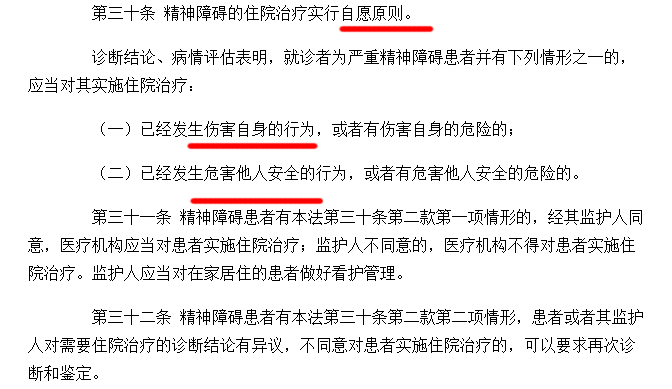 第三十条 精神障碍的住院治疗实行自愿原则。
诊断结论、病情评估表明，就诊者为严重精神障碍患者并有下列情形之一的，
应当对其实施住院治疗：
（一）已经发生伤害自身的行为，或者有伤害自身的危险的；
（二）已经发生危害他人安全的行为，或者有危害他人安全的危险的。
第三十一条 精神障碍患者有本法第三十条第二款第一项情形的，经其监护人同
意，医疗机构应当对患者实施住院治疗；监护人不同意的，医疗机构不得对患者实施住
院治疗。监护人应当对在家居住的患者做好看护管理。
第三十二条 精神障碍患者有本法第三十条第二款第二项情形，患者或者其监护
人对需要住院治疗的诊断结论有异议，不同意对患者实施住院治疗的，可以要求再次诊
断和鉴定。